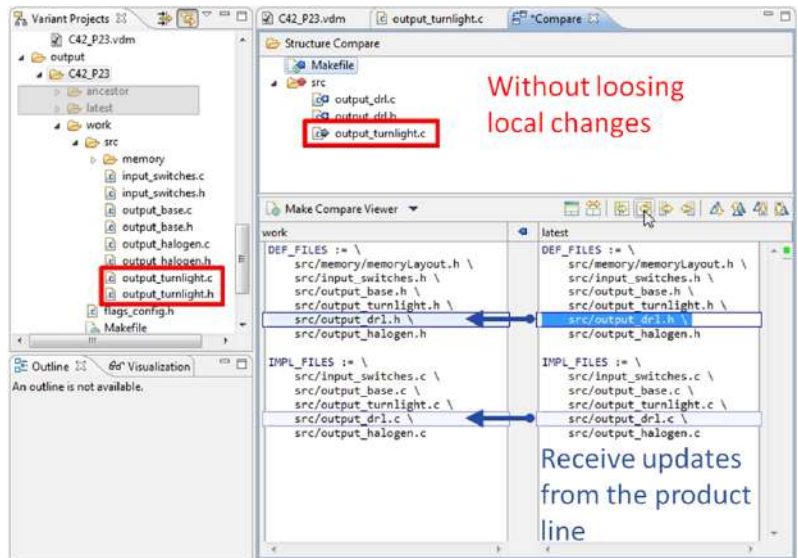 Variant Projects
C42_P23.vdm
output
C42_P23
ancestor
latest
work
src
memory
input_switches.c
input_switches.h
output_base.c
output_base.h
output_halogen.c
output_halogen.h
output_turnlight.c
output_turnlight.h
flags_config.h
Makefile
Outline
Visualization
An outline is not available.
C42_P23.vdm
output_turnlight.c
*Compare
Structure Compare
Makefile
src
output_drl.c
output_drl.h
output_turnlight.c
Without loosing
local changes
Make Compare Viewer
work
latest
DEF_FILES := \
src/memory/memoryLayout.h \
src/input_switches.h \
src/output_base.h \
src/output_turnlight.h \
src/output_drl.h \
src/output_halogen.h
IMPL_FILES := \
src/input_switches.c \
src/output_base.c \
src/output_turnlight.c \
src/output_drl.c \
src/output_halogen.c
DEF_FILES := \
src/memory/memoryLayout.h \
src/input_switches.h \
src/output_base.h \
src/output_turnlight.h \
src/output_drl.h \
src/output_halogen.h
IMPL_FILES := \
src/input_switches.c \
src/output_base.c \
src/output_turnlight.c \
src/output_drl.c \
src/output_halogen.c
Receive updates
from the product
line